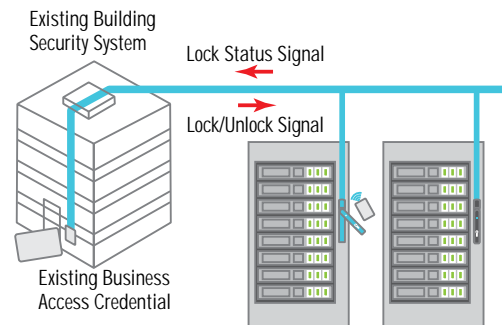 Existing Building
Security System
Lock Status Signal
Lock/Unlock Signal
Existing Business
Access Credential